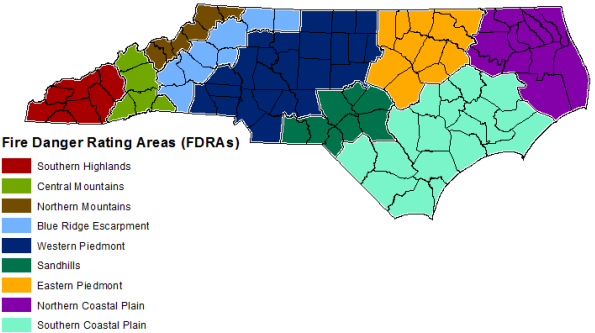 Fire Danger Rating Areas (FDRAs)
Southern Highlands
Central Mountains
Northern Mountains
Blue Ridge Escarpment
Western Piedmont
Sandhills
Eastern Piedmont
Northern Coastal Plain
Southern Coastal Plain